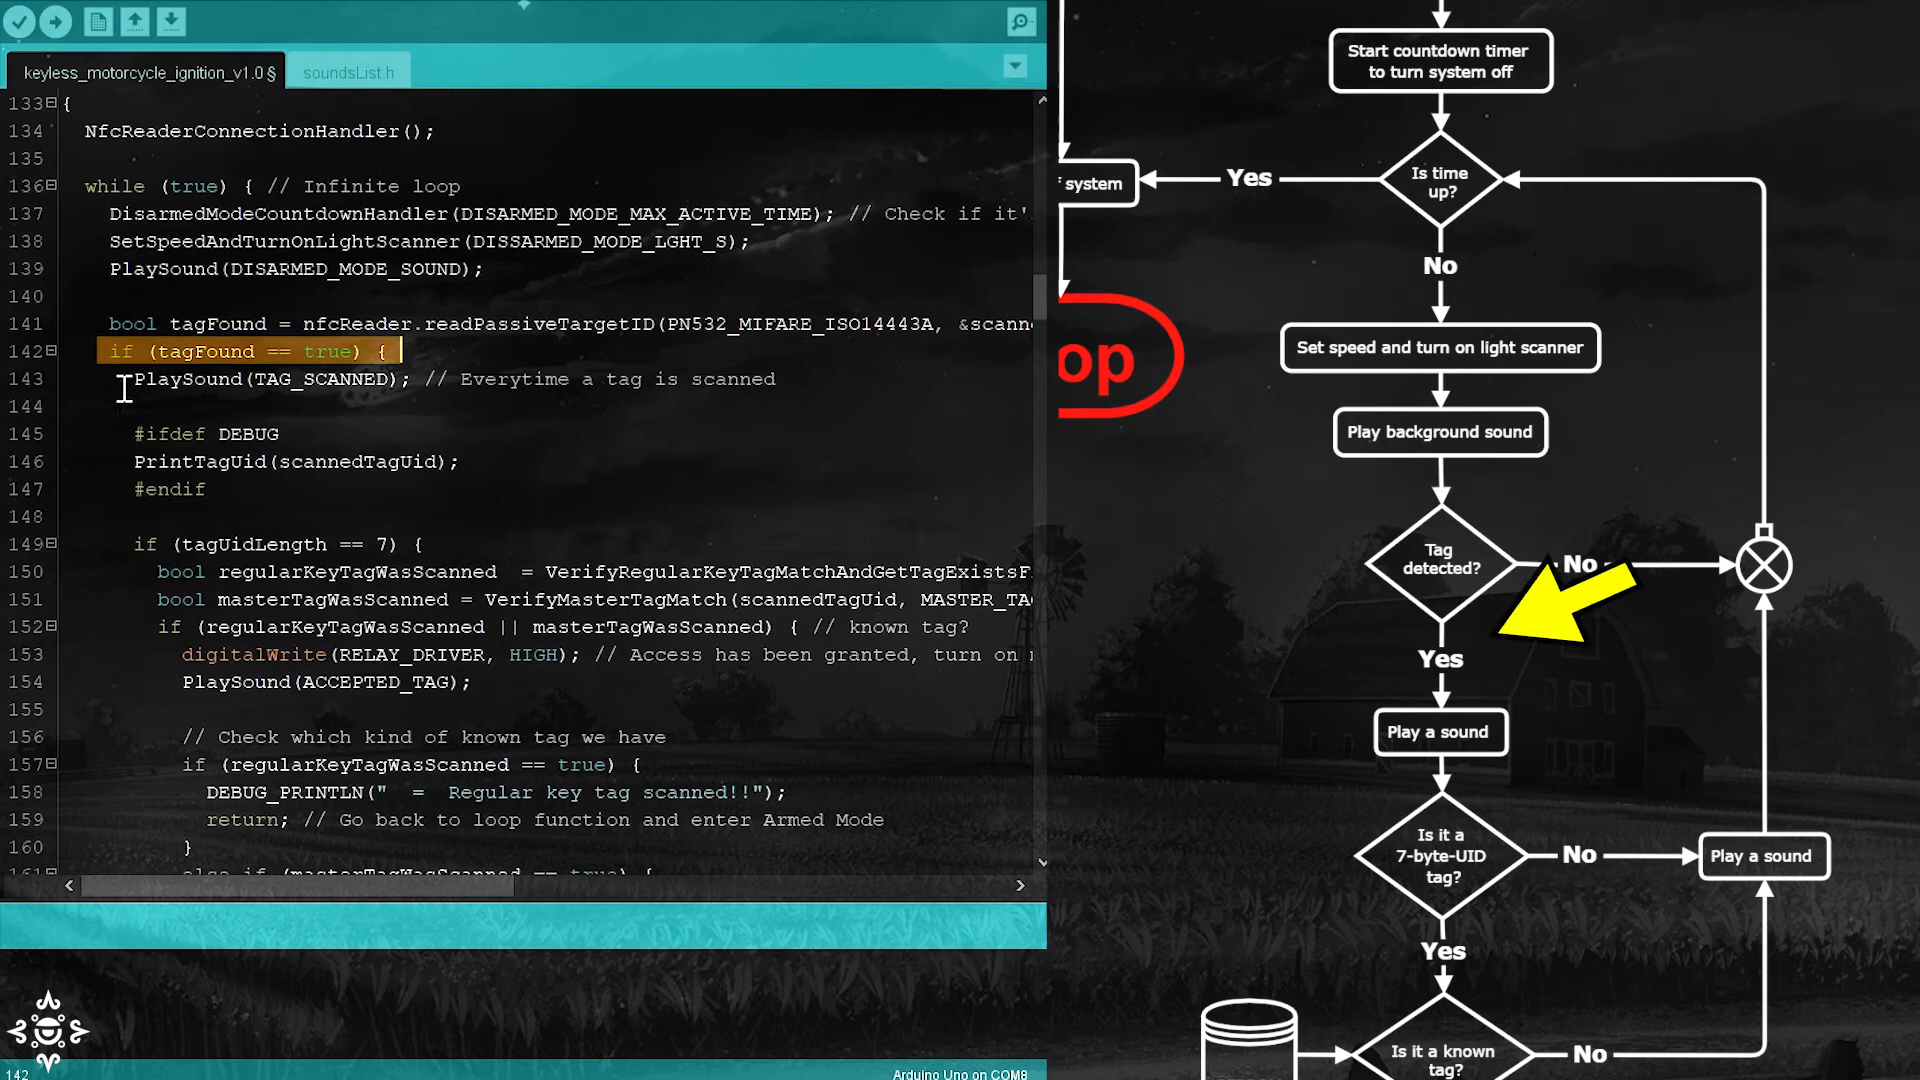 keyless_motorcycle_ignition_v1.0 §
soundsList.h
133 {
134 NfcReaderConnectionHandler();
135
136 while (true) { // Infinite loop
137 DisarmedModeCountdownHandler(DISARMED_MODE_MAX_ACTIVE_TIME); // Check if it'
138 SetSpeedAndTurnOnLightScanner(DISSARMED_MODE_LGHT_S);
139 PlaySound(DISARMED_MODE_SOUND);
140
141 bool tagFound = nfcReader.readPassiveTargetID(PN532_MIFARE_ISO14443A, &scann
142 if (tagFound == true) {
143 PlaySound(TAG_SCANNED); // Everytime a tag is scanned
144
145 #ifdef DEBUG
146 PrintTagUid(scannedTagUid);
147 #endif
148
149 if (tagUidLength == 7) {
150 bool regularKeyTagWasScanned = VerifyRegularKeyTagMatchAndGetTagExistsF
151 bool masterTagWasScanned = VerifyMasterTagMatch(scannedTagUid, MASTER_TA
152 if (regularKeyTagWasScanned || masterTagWasScanned) { // known tag?
153 digitalWrite(RELAY_DRIVER, HIGH); // Access has been granted, turn on
154 PlaySound(ACCEPTED_TAG);
155
156 // Check which kind of known tag we have
157 if (regularKeyTagWasScanned == true) {
158 DEBUG_PRINTLN(" = Regular key tag scanned!!");
159 return; // Go back to loop function and enter Armed Mode
160 }
161 else if (masterTagWasScanned == true) {
142
Arduino Uno on COM8
Start countdown timer
to turn system off
Is time
up?
Yes
system
No
op
Set speed and turn on light scanner
Play background sound
Tag
detected?
No
Yes
Play a sound
Is it a
7-byte-UID
tag?
No
Play a sound
Yes
Is it a known
tag?
No